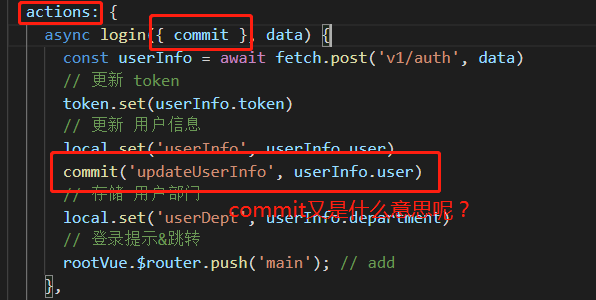 actions: {
async login({ commit }, data) {
const userInfo = await fetch.post('v1/auth', data)
// 更新 token
token.set(userInfo.token)
// 更新 用户信息
local.set('userInfo', userInfo.user)
commit('updateUserInfo', userInfo.user)
// 存储 用户部门
commit又是什么意思呢？
local.set('userDept', userInfo.department)
// 登录提示&跳转
rootVue.$router.push('main'); // add
},